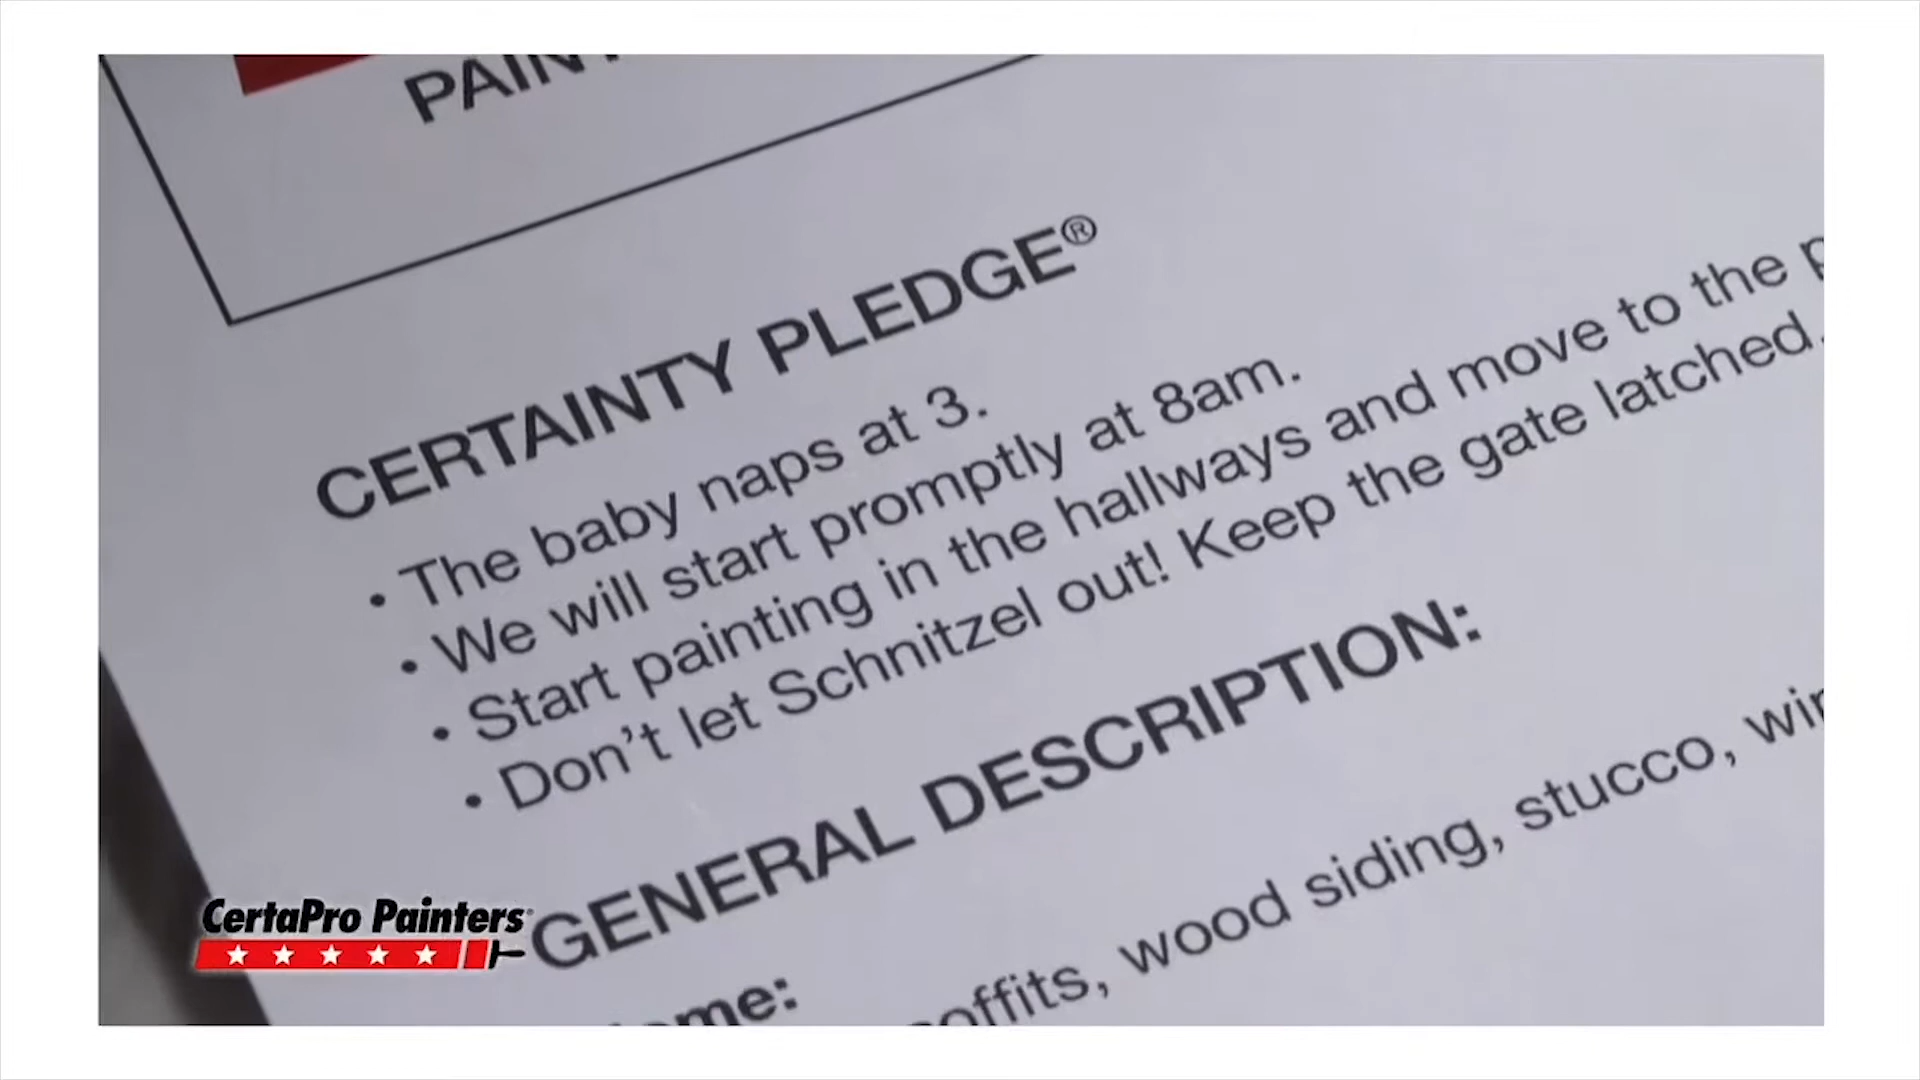 CERTAINTY PLEDGE®
• The baby naps at 3.
• We will start promptly at 8am.
• Start painting in the hallways and move to the
• Don’t let Schnitzel out! Keep the gate latched.
GENERAL DESCRIPTION:
wood siding, stucco,
CertaPro Painters